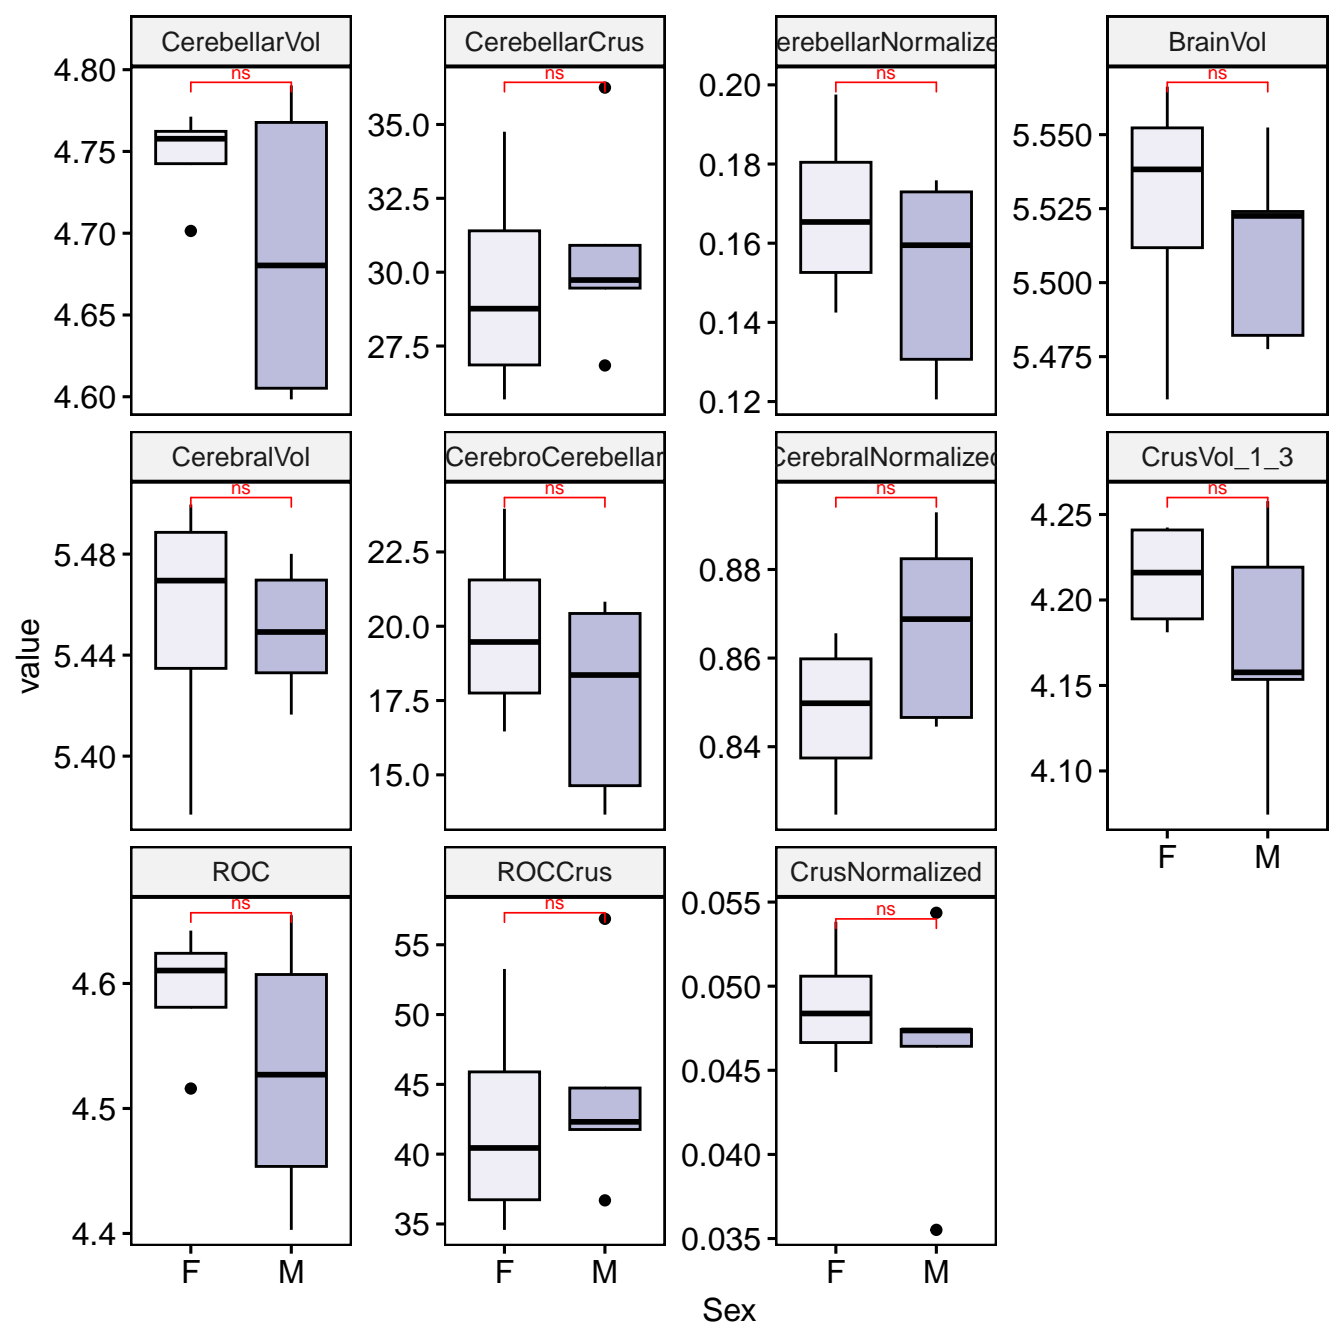 CerebellarVol
CerebellarCrus
erebellarNormalize
BrainVol
ns
ns
ns
ns
4.80
4.75
4.70
4.65
4.60
35.0
32.5
30.0
27.5
0.20
0.18
0.16
0.14
0.12
5.550
5.525
5.500
5.475
CerebralVol
CerebroCerebellar
CerebralNormalized
CrusVol_1_3
ns
ns
ns
ns
5.48
5.44
5.40
22.5
20.0
17.5
15.0
0.88
0.86
0.84
4.25
4.20
4.15
4.10
F M
value
ROC
ROCCrus
CrusNormalized
ns
ns
ns
4.6
4.5
4.4
55
50
45
40
35
0.055
0.050
0.045
0.040
0.035
F M
F M
F M
Sex